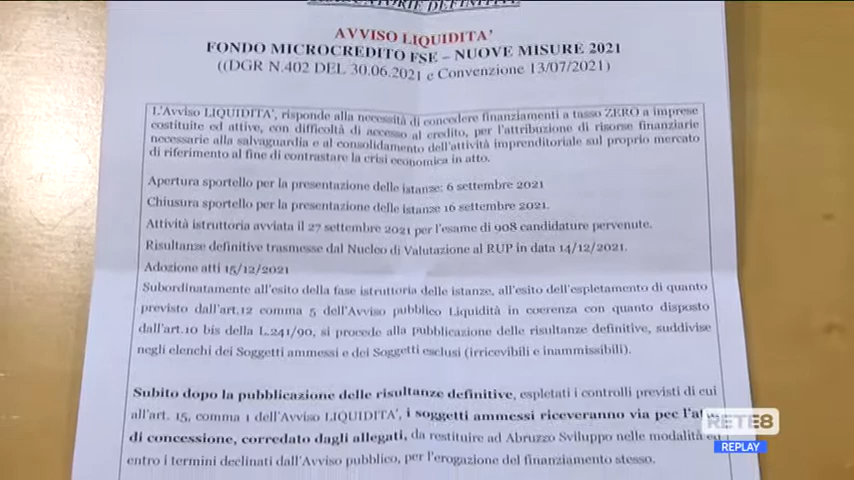 DEFINITIVE
AVVISO LIQUIDITA'
FONDO MICROCREDITO FSE – NUOVE MISURE 2021
((DGR N.402 DEL 30.06.2021 e Convenzione 13/07/2021)
L'Avviso LIQUIDITA', risponde alla necessità di concedere finanziamenti a tasso ZERO a imprese
costituite ed attive, con difficoltà di accesso al credito, per l'attribuzione di risorse finanziarie
necessarie alla salvaguardia e al consolidamento dell'attività imprenditoriale sul proprio mercato
di riferimento al fine di contrastare la crisi economica in atto.
Apertura sportello per la presentazione delle istanze: 6 settembre 2021
Chiusura sportello per la presentazione delle istanze 16 settembre 2021.
Attività istruttoria avviata il 27 settembre 2021 per l'esame di 908 candidature pervenute.
Risultanze definitive trasmesse dal Nucleo di Valutazione al RUP in data 14/12/2021.
Adozione atti 15/12/2021
Subordinatamente all'esito della fase istruttoria delle istanze, all'esito dell'espletamento di quanto
previsto dall'art.12 comma 5 dell'Avviso pubblico Liquidità in coerenza con quanto disposto
dall'art.10 bis della L.241/90, si procede alla pubblicazione delle risultanze definitive, suddivise
negli elenchi dei Soggetti ammessi e dei Soggetti esclusi (irricevibili e inammissibili).
Subito dopo la pubblicazione delle risultanze definitive, espletati i controlli previsti di cui
all'art. 15, comma 1 dell'Avviso LIQUIDITA', i soggetti ammessi riceveranno via pec
di concessione, corredato dagli allegati, da restituire ad Abruzzo Sviluppo nelle modalità ed
entro i termini declinati dall'Avviso pubblico, per l'erogazione del finanziamento stesso.
RETE8
REPLAY